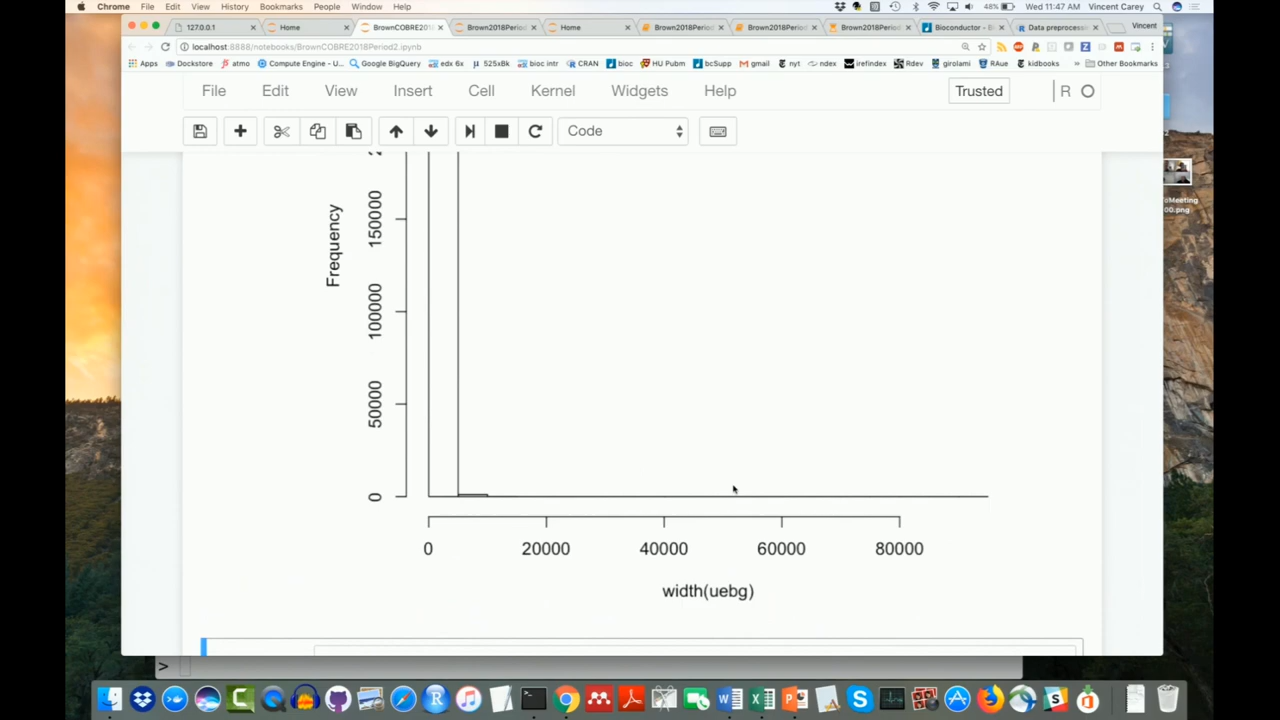 Chrome File Edit View History Bookmarks People Window Help 48% Wed 11:47 AM Vincent Carey
127.0.0.1 Home BrownCOBRE201 Brown2018Period Home Brown2018Period Brown2018Period Brown2018Period Bioconductor - B Data preprocess Vincent
localhost:8888/notebooks/BrownCOBRE2018Period2.ipynb
Apps Dockstore atmo Compute Engine - U... Google BigQuery edx 6x 525xBk bioc intr CRAN bioc HU Pubm bcSupp gmail nyt ndex irefindex Rdev girolami RAue kidbooks » Other Bookmarks
File Edit View Insert Cell Kernel Widgets Help Trusted R
Code
Frequency
150000
100000
50000
0
0 20000 40000 60000 80000
width(uebg)
>
oMeeting
00.png